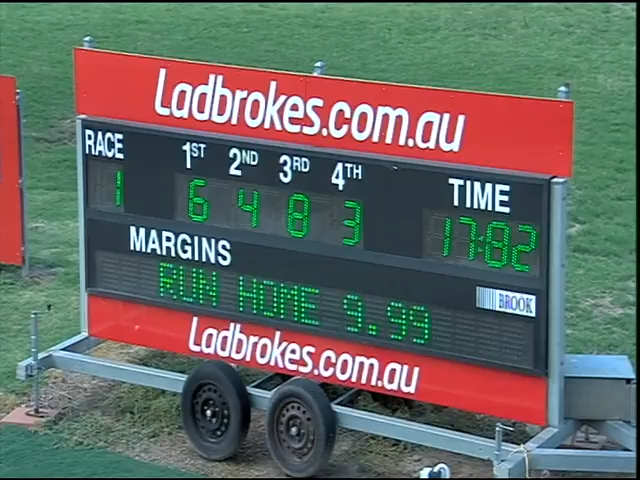 Ladbrokes.com.au
RACE 1ST 2ND 3RD 4TH TIME
1 6 4 8 3 17:82
MARGINS
RUN HOME 9.99
BROOK
Ladbrokes.com.au